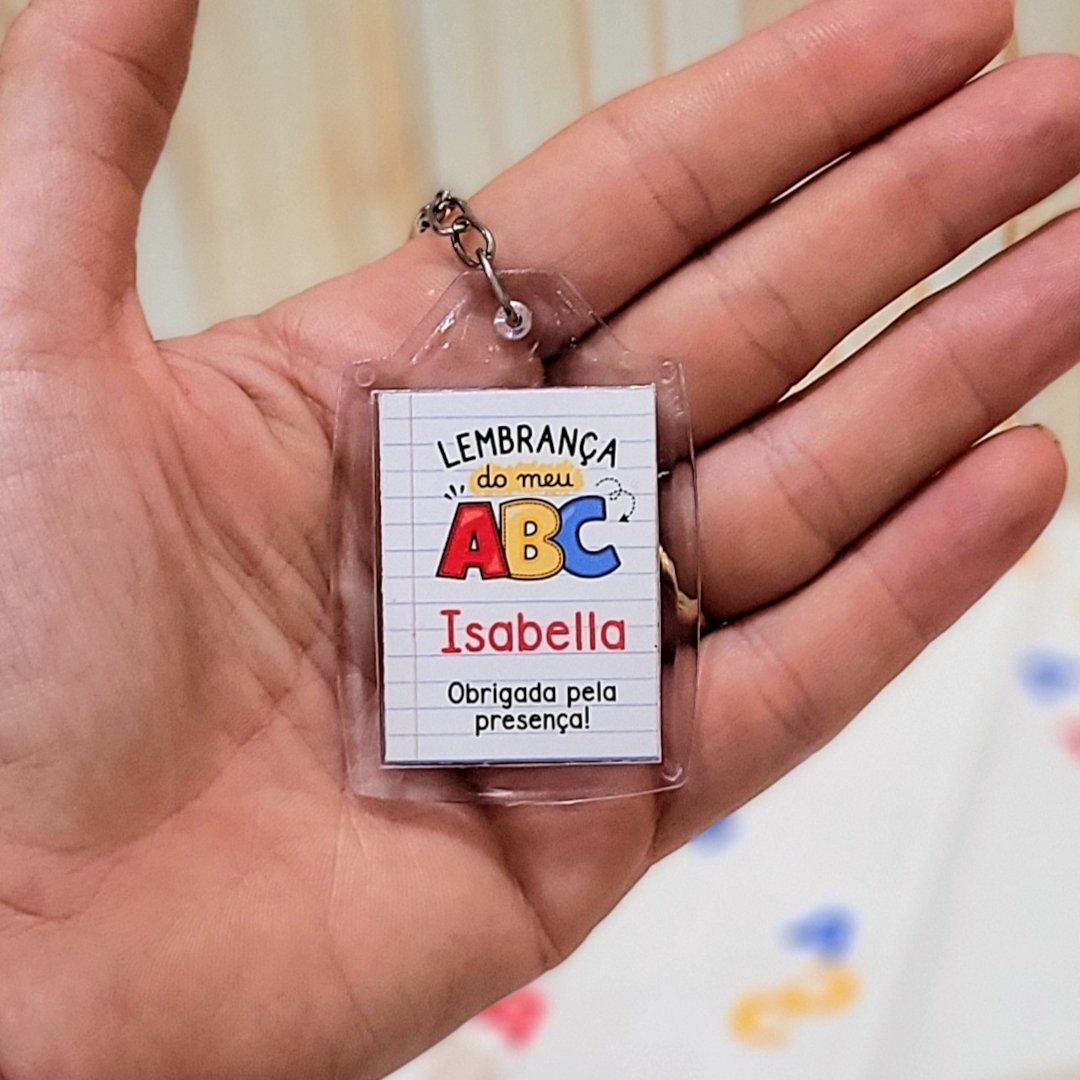 LEMBRANÇA
do meu
ABC
Isabella
Obrigada pela
presença!